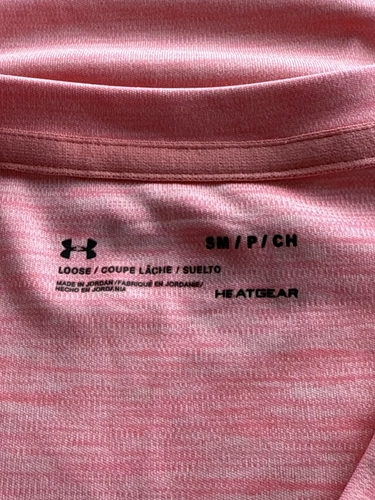 SM / P / CH
LOOSE / COUPE LÂCHE / SUELTO
MADE IN JORDAN / FABRIQUÉ EN JORDANIE/
HECHO EN JORDANIA
HEATGEAR